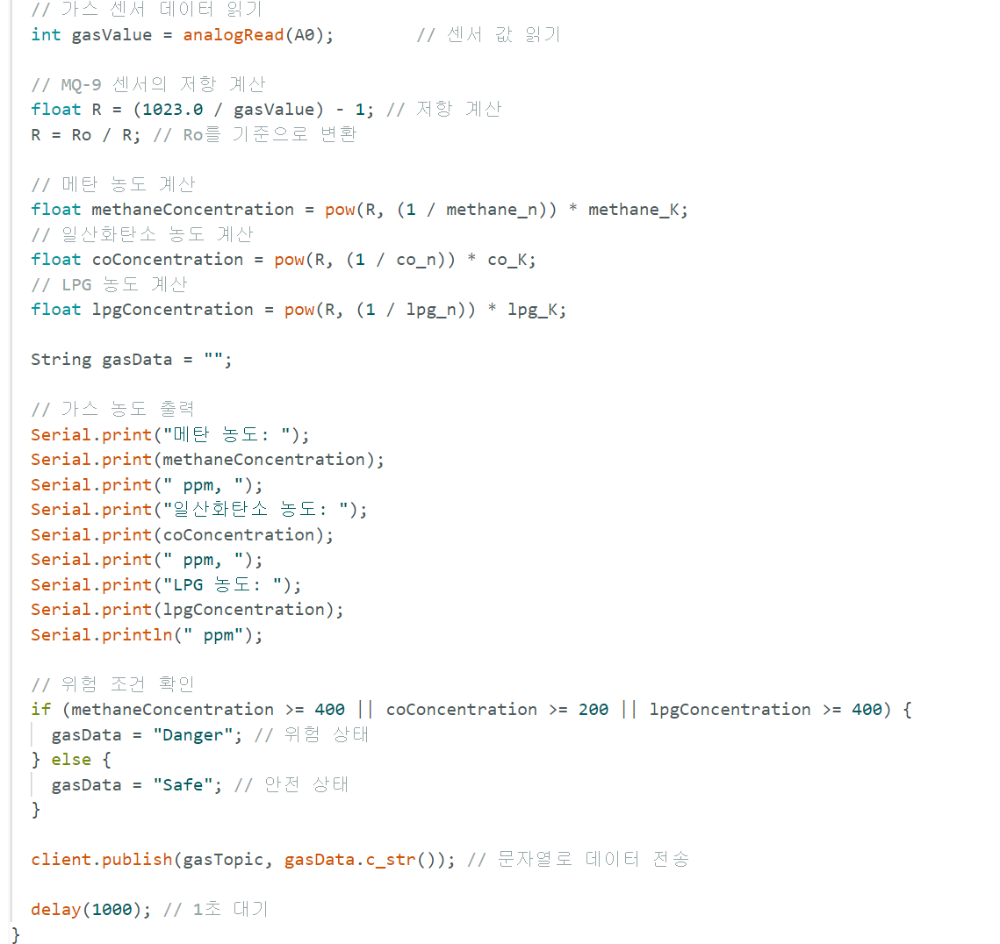 // 가스 센서 데이터 읽기
int gasValue = analogRead(A0);        // 센서 값 읽기
// MQ-9 센서의 저항 계산
float R = (1023.0 / gasValue) - 1; // 저항 계산
R = Ro / R; // Ro를 기준으로 변환
// 메탄 농도 계산
float methaneConcentration = pow(R, (1 / methane_n)) * methane_K;
// 일산화탄소 농도 계산
float coConcentration = pow(R, (1 / co_n)) * co_K;
// LPG 농도 계산
float lpgConcentration = pow(R, (1 / lpg_n)) * lpg_K;
String gasData = "";
// 가스 농도 출력
Serial.print("메탄 농도: ");
Serial.print(methaneConcentration);
Serial.print(" ppm, ");
Serial.print("일산화탄소 농도: ");
Serial.print(coConcentration);
Serial.print(" ppm, ");
Serial.print("LPG 농도: ");
Serial.print(lpgConcentration);
Serial.println(" ppm");
// 위험 조건 확인
if (methaneConcentration >= 400 || coConcentration >= 200 || lpgConcentration >= 400) {
  gasData = "Danger"; // 위험 상태
} else {
  gasData = "Safe"; // 안전 상태
}
client.publish(gasTopic, gasData.c_str()); // 문자열로 데이터 전송
delay(1000); // 1초 대기
}